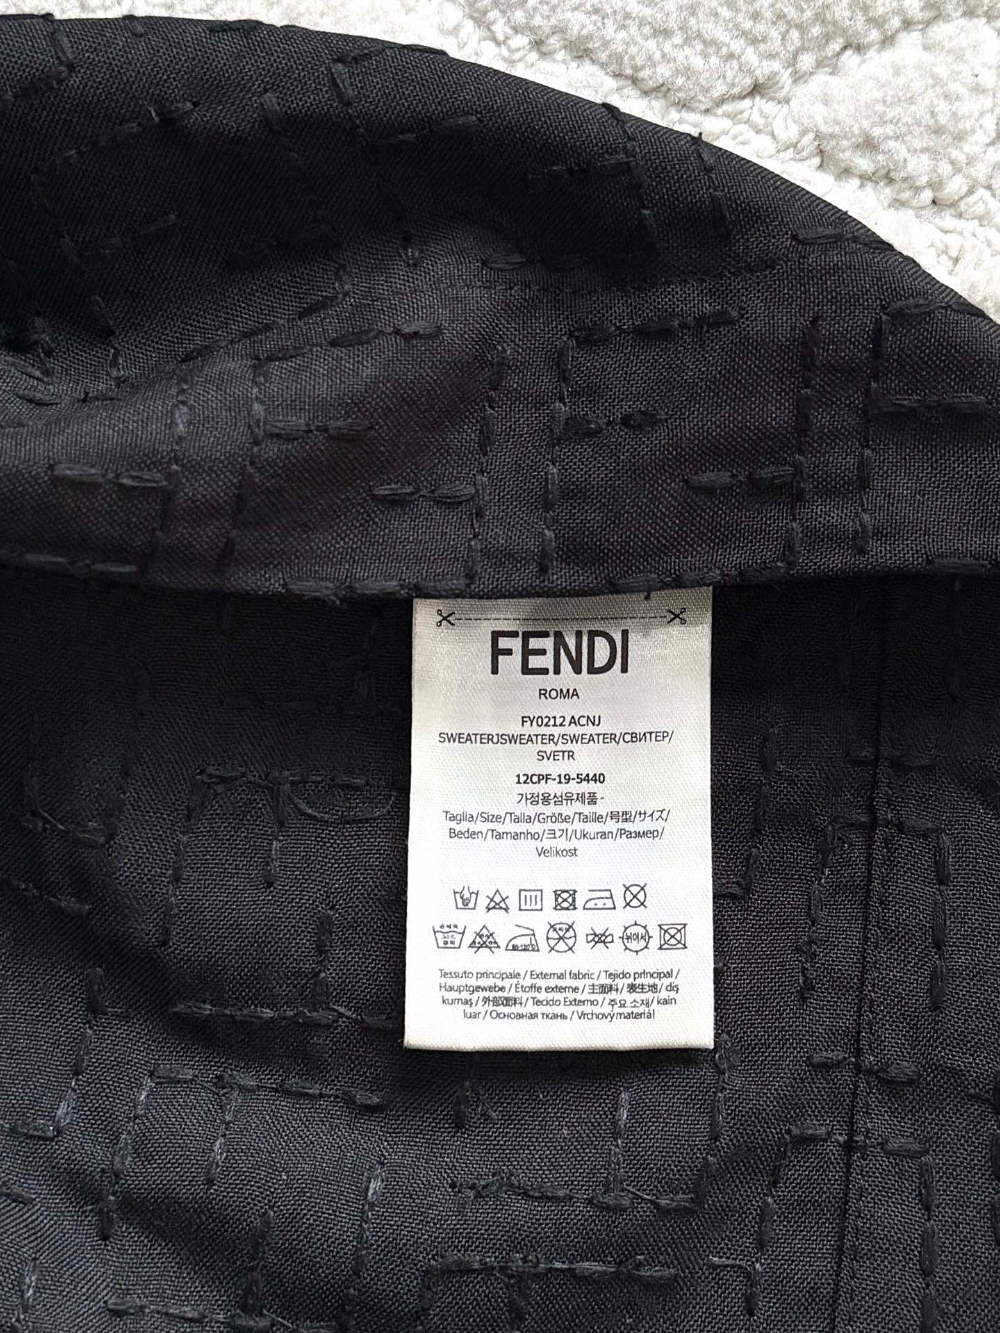 FENDI
ROMA
FY0212 ACNJ
SWEATERJSWEATER/SWEATER/СВИТЕР/
SVETR
12CPF-19-5440
가정용섬유제품-
Taglia/Size/Talla/Größe/Taille/号型/サイズ/
Beden/Tamanho/크기/Ukuran/Размер/
Velikost
Tessuto principale / External fabric / Tejido principal /
Hauptgewebe / Étoffe externe / 主面料/ 表生地/ diş
kumaş / 外部面料/ Tecido Externo / 주요 소재/ kain
luar / Основная ткань / Vrchový materiál